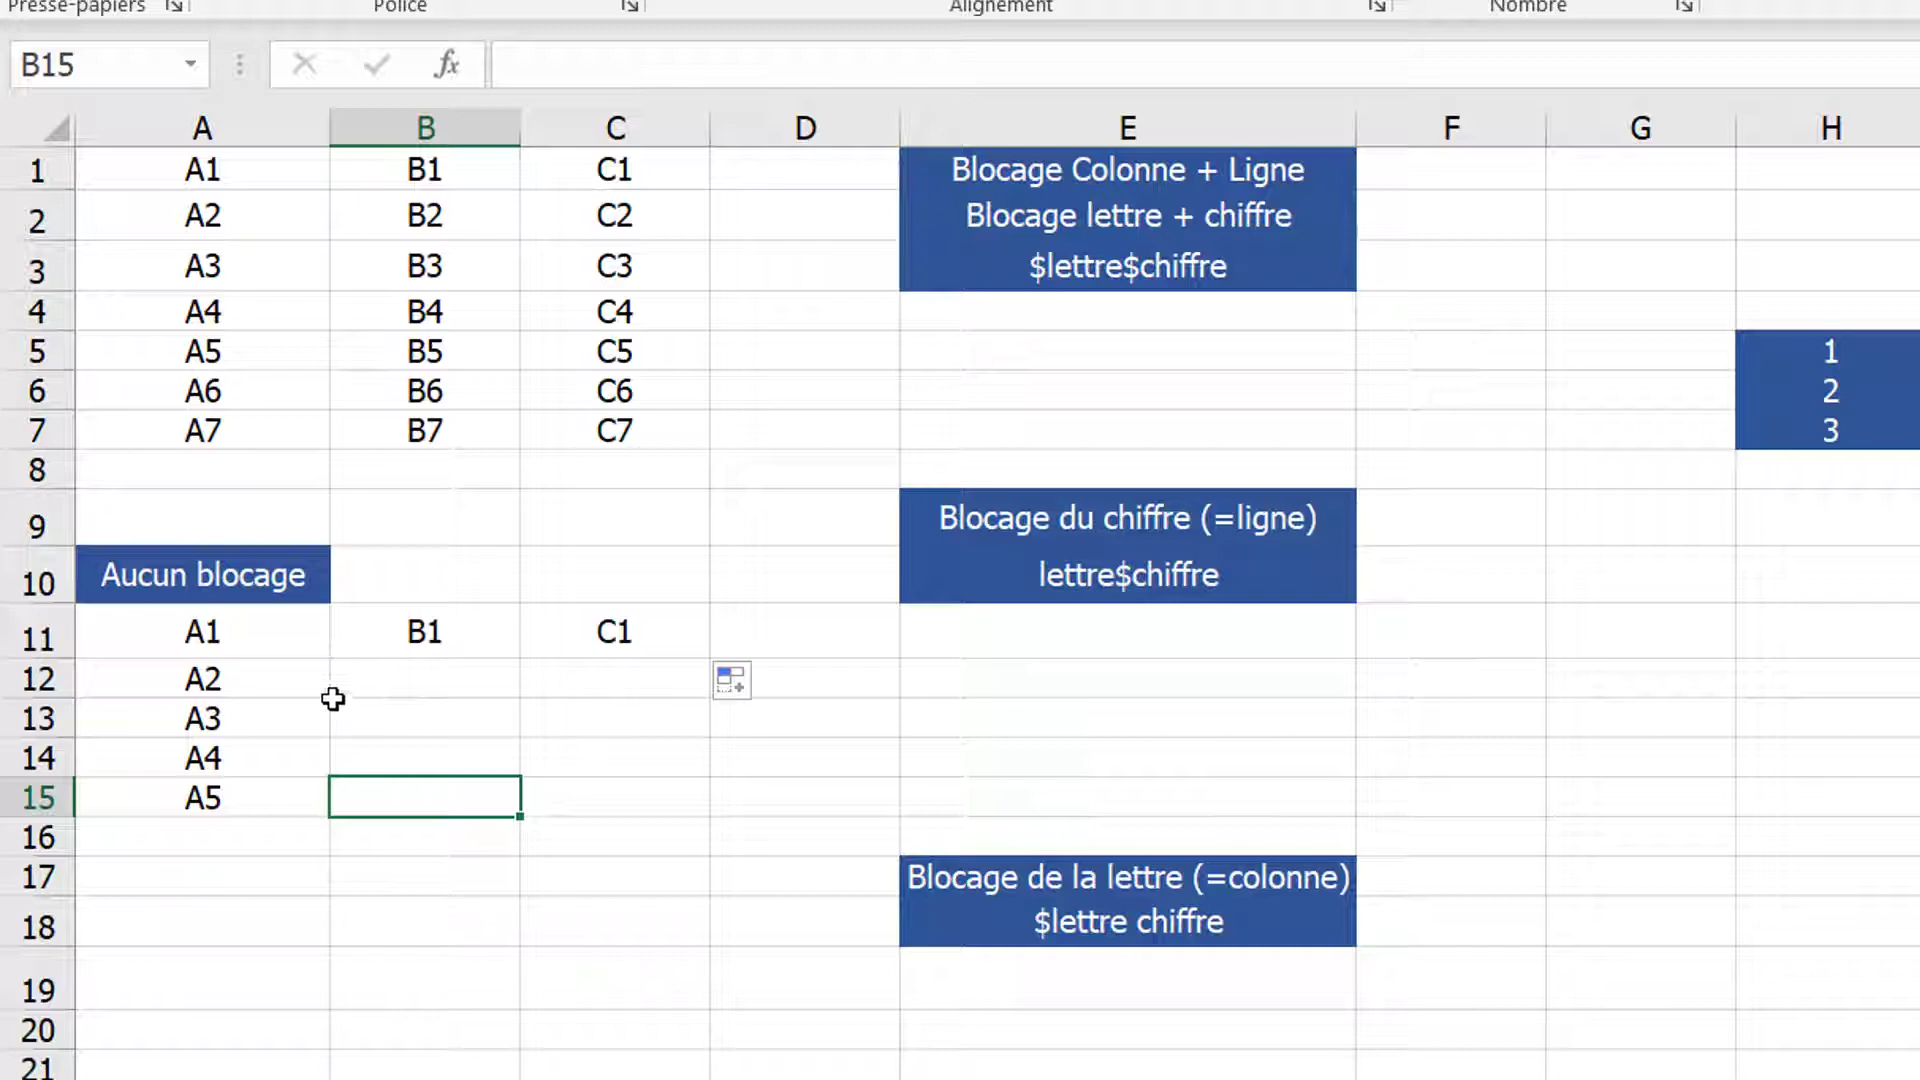 Presse-papiers Police Alignement Nombre
B15 fx
A B C D E F G H
1 A1 B1 C1 Blocage Colonne + Ligne
2 A2 B2 C2 Blocage lettre + chiffre
3 A3 B3 C3 $lettre$chiffre
4 A4 B4 C4
5 A5 B5 C5 1
6 A6 B6 C6 2
7 A7 B7 C7 3
8
9 Blocage du chiffre (=ligne)
10 Aucun blocage lettre$chiffre
11 A1 B1 C1
12 A2
13 A3
14 A4
15 A5
16
17 Blocage de la lettre (=colonne)
18 $lettre chiffre
19
20
21